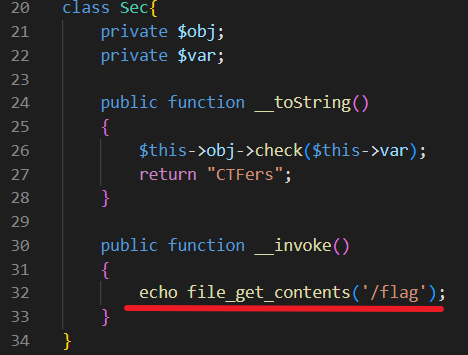 20 class Sec{
21 private $obj;
22 private $var;
23
24 public function __toString()
25 {
26 $this->obj->check($this->var);
27 return "CTFers";
28 }
29
30 public function __invoke()
31 {
32 echo file_get_contents('/flag');
33 }
34 }